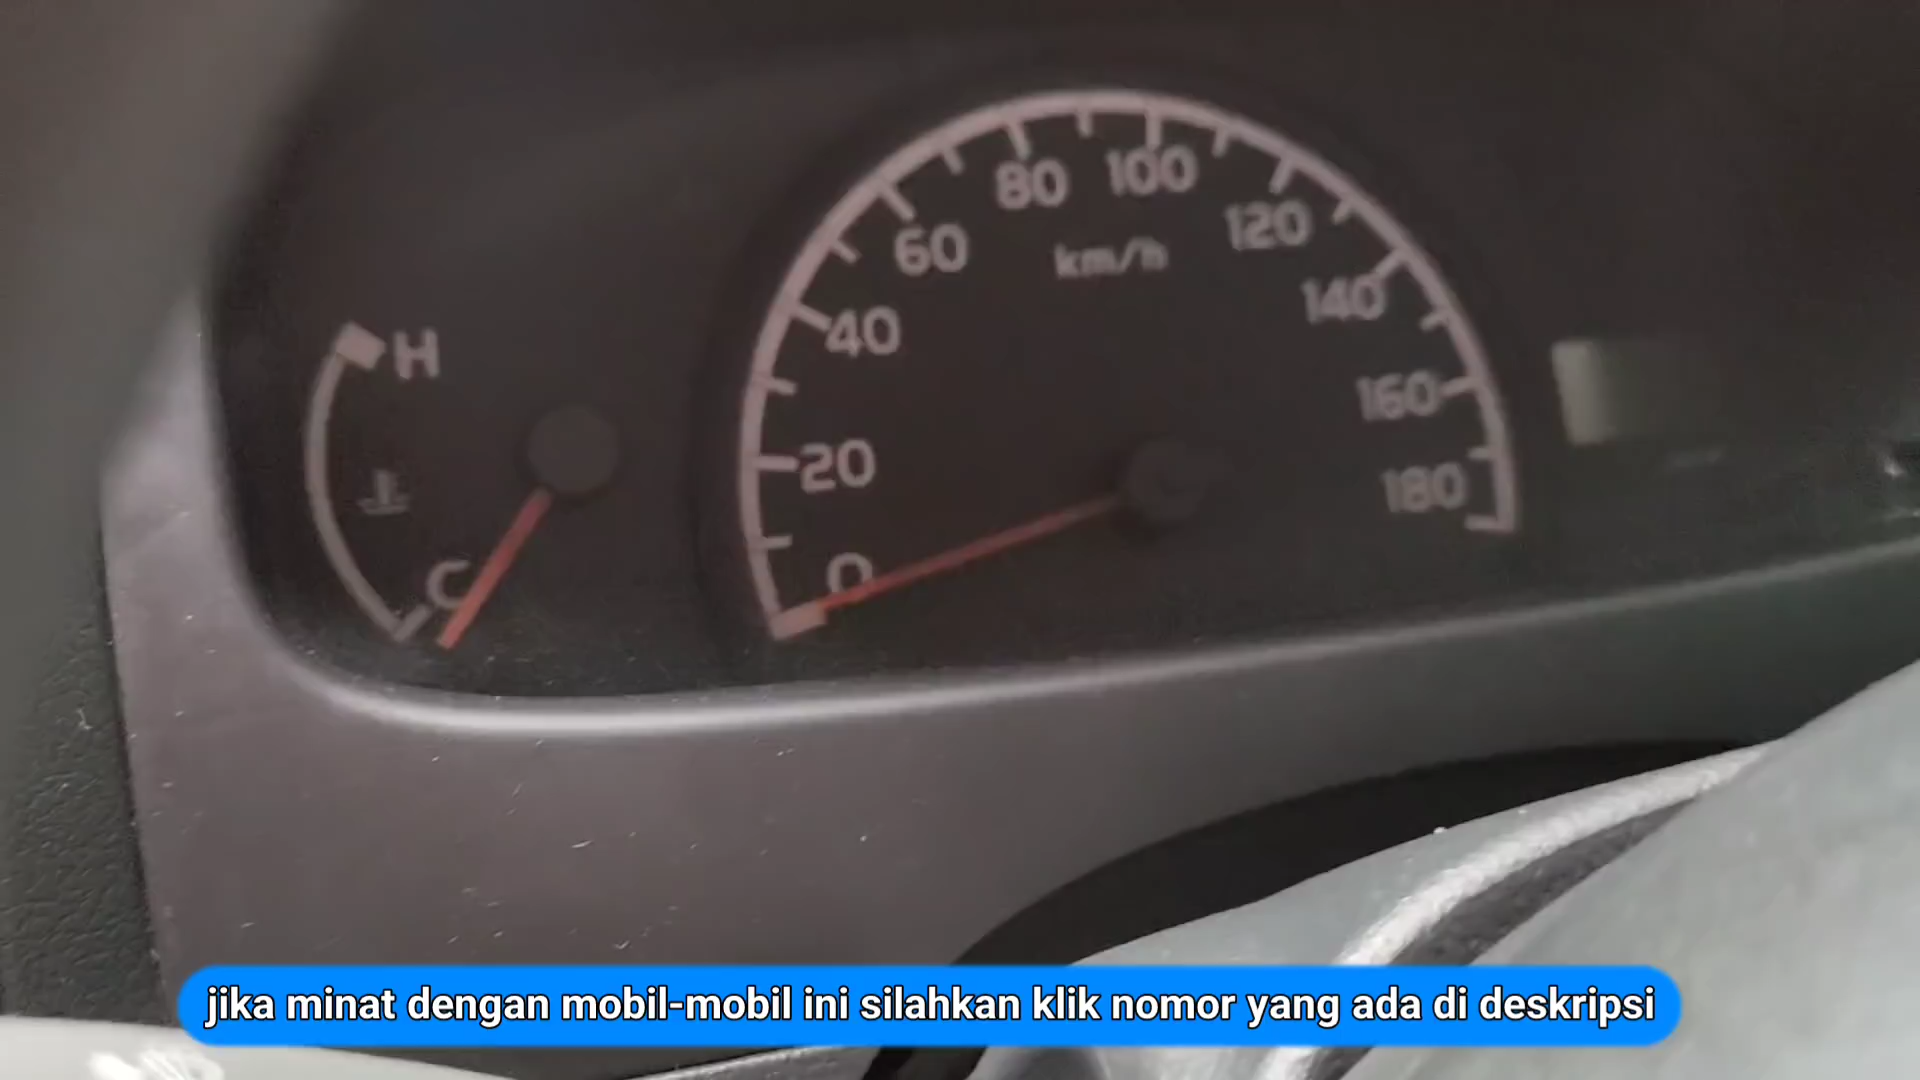 80 100
60 120
km/h
40 140
H
160
20 180
C 0
jika minat dengan mobil-mobil ini silahkan klik nomor yang ada di deskripsi